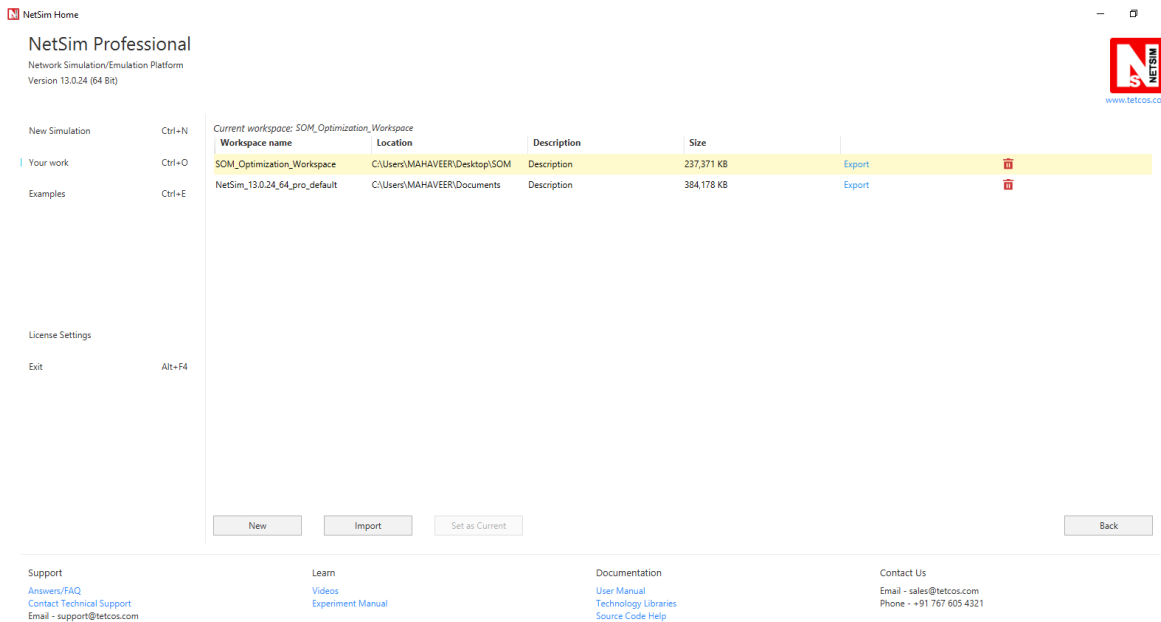 NetSim Home
NetSim Professional
Network Simulation/Emulation Platform
Version 13.0.24 (64 Bit)
NETSIM
www.tetcos.co
New Simulation Ctrl+N
Your work Ctrl+O
Examples Ctrl+E
License Settings
Exit Alt+F4
Current workspace: SOM_Optimization_Workspace
Workspace name Location Description Size
SOM_Optimization_Workspace C:\Users\MAHAVEER\Desktop\SOM Description 237,371 KB Export
NetSim_13.0.24_64_pro_default C:\Users\MAHAVEER\Documents Description 384,178 KB Export
New Import Set as Current Back
Support
Answers/FAQ
Contact Technical Support
Email - support@tetcos.com
Learn
Videos
Experiment Manual
Documentation
User Manual
Technology Libraries
Source Code Help
Contact Us
Email - sales@tetcos.com
Phone - +91 767 605 4321